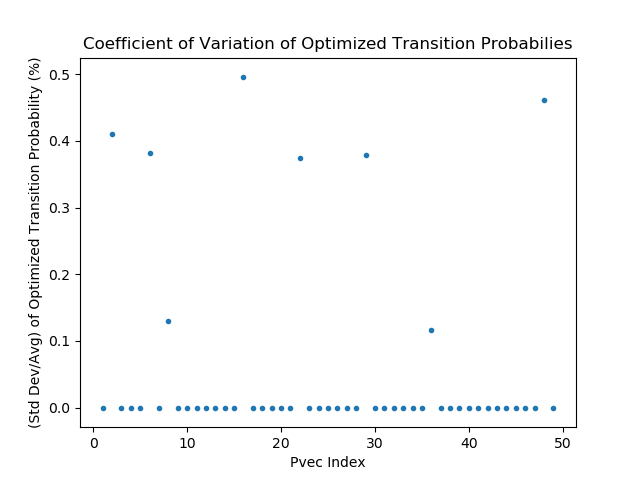 Coefficient of Variation of Optimized Transition Probabilies
(Std Dev/Avg) of Optimized Transition Probability (%)
0.5
0.4
0.3
0.2
0.1
0.0
0 10 20 30 40 50
Pvec Index